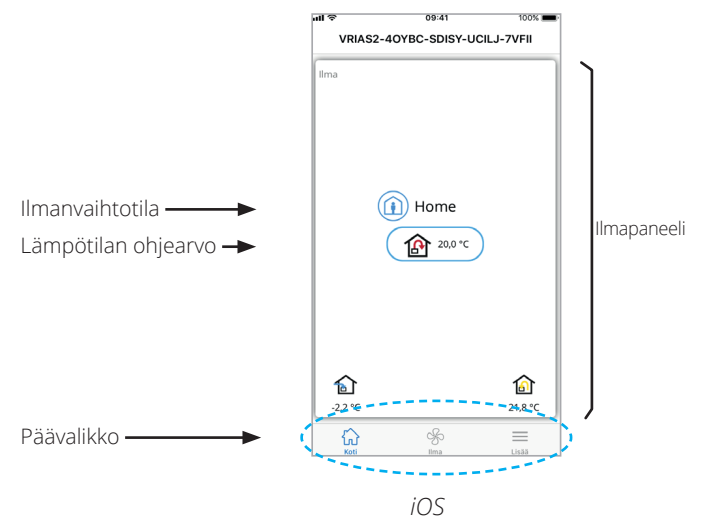 09:41
100%
VRIAS2-4OYBC-SDISY-UCILJ-7VFII
Ilma
Ilmanvaihtotila
Home
Ilmapaneeli
Lämpötilan ohjearvo
20,0 °C
-2,2 °C
21,8 °C
Päävalikko
Koti
Ilma
Lisää
iOS